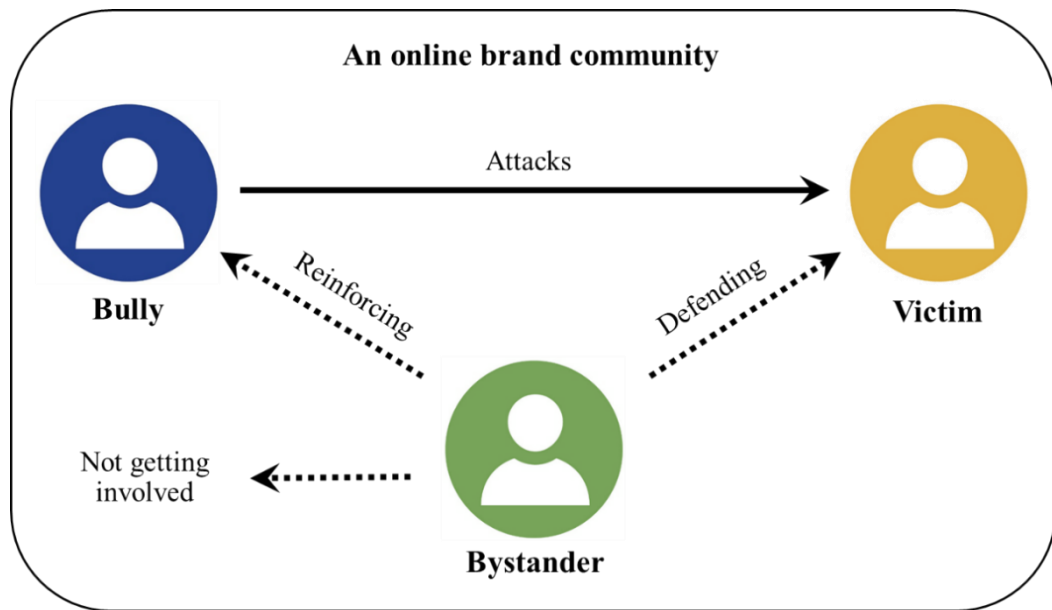 An online brand community
Attacks
Reinforcing
Defending
Bully
Victim
Not getting
involved
Bystander